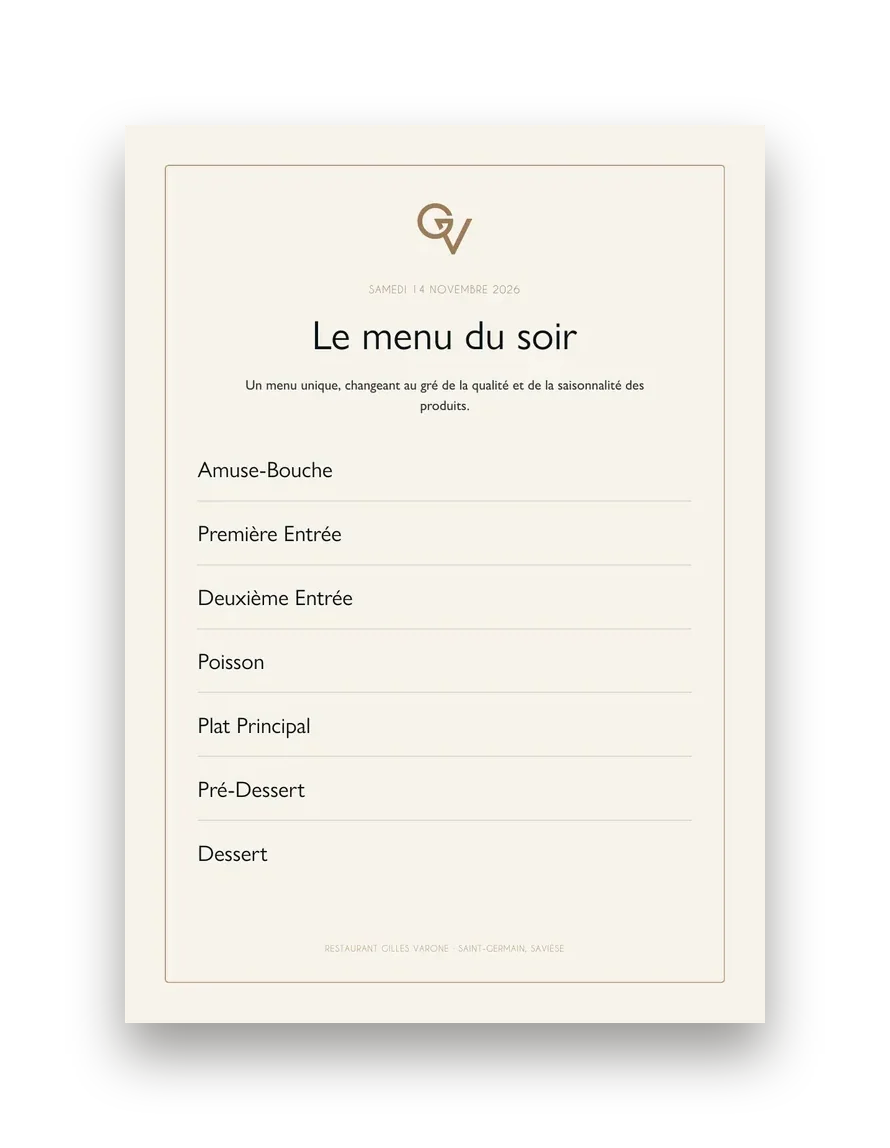 GV
SAMEDI 14 NOVEMBRE 2026
Le menu du soir
Un menu unique, changeant au gré de la qualité et de la saisonnalité des
produits.
Amuse-Bouche
Première Entrée
Deuxième Entrée
Poisson
Plat Principal
Pré-Dessert
Dessert
RESTAURANT GILLES VARONE · SAINT-GERMAIN, SAVIÈSE